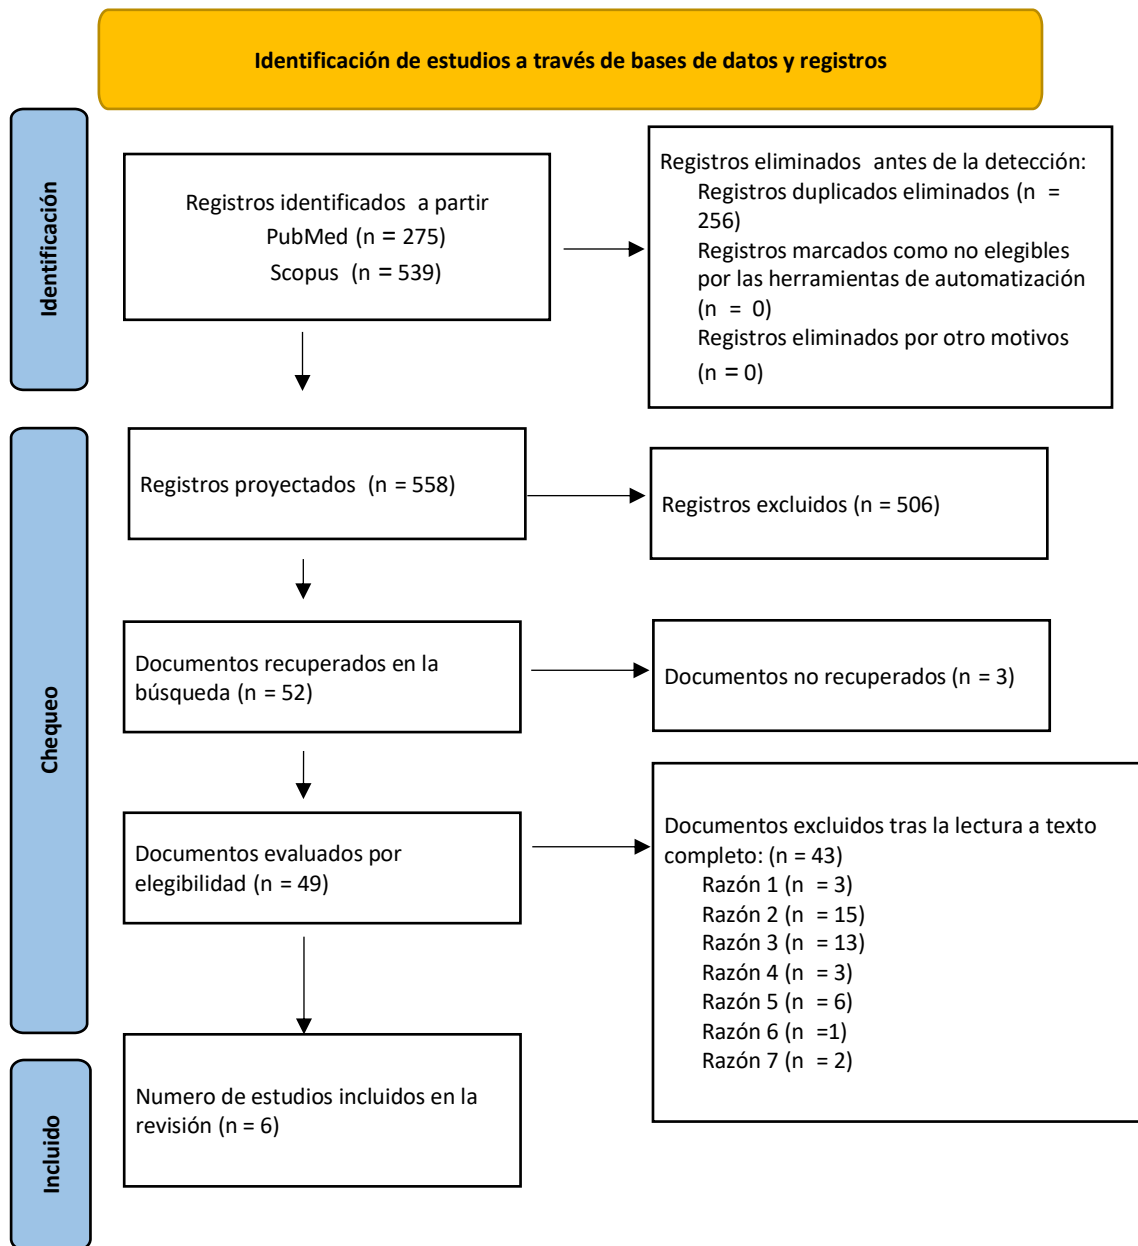 Identificación de estudios a través de bases de datos y registros
Identificación
Registros identificados a partir
PubMed (n = 275)
Scopus (n = 539)
Registros eliminados antes de la detección:
Registros duplicados eliminados (n =
256)
Registros marcados como no elegibles
por las herramientas de automatización
(n = 0)
Registros eliminados por otro motivos
(n = 0)
Chequeo
Registros proyectados (n = 558)
Registros excluidos (n = 506)
Documentos recuperados en la
búsqueda (n = 52)
Documentos no recuperados (n = 3)
Documentos evaluados por
elegibilidad (n = 49)
Documentos excluidos tras la lectura a texto
completo: (n = 43)
Razón 1 (n = 3)
Razón 2 (n = 15)
Razón 3 (n = 13)
Razón 4 (n = 3)
Razón 5 (n = 6)
Razón 6 (n =1)
Razón 7 (n = 2)
Incluido
Numero de estudios incluidos en la
revisión (n = 6)